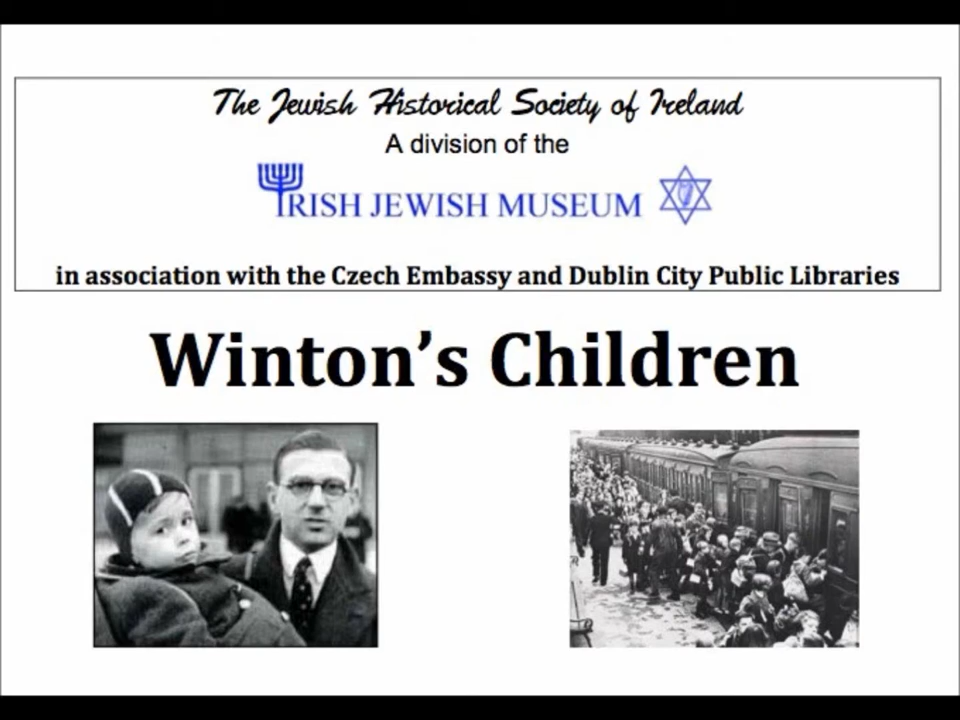 The Jewish Historical Society of Ireland
A division of the
IRISH JEWISH MUSEUM
in association with the Czech Embassy and Dublin City Public Libraries
Winton’s Children